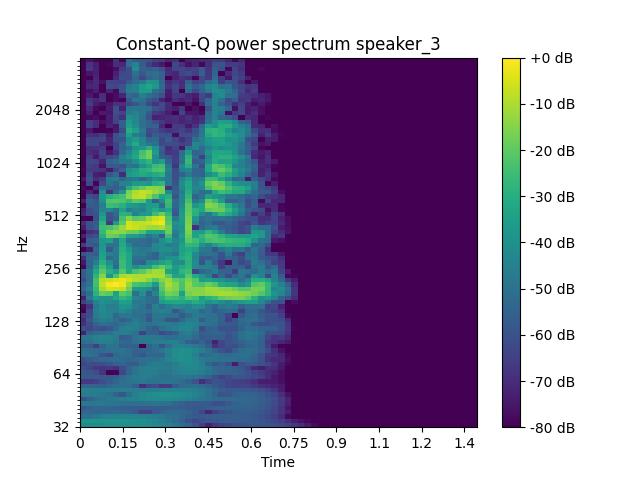 Constant-Q power spectrum speaker_3
Hz
2048
1024
512
256
128
64
32
0 0.15 0.3 0.45 0.6 0.75 0.9 1.1 1.2 1.4
Time
+0 dB
-10 dB
-20 dB
-30 dB
-40 dB
-50 dB
-60 dB
-70 dB
-80 dB